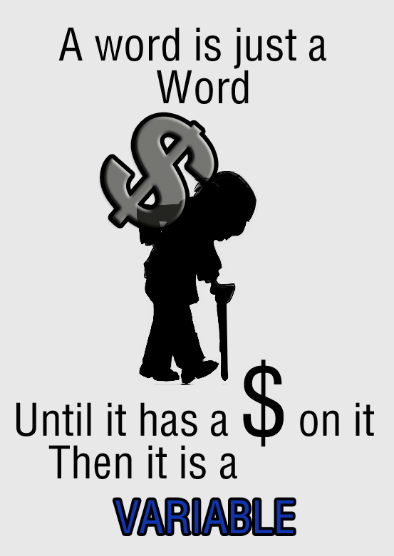 A word is just a
Word
$
Until it has a $ on it
Then it is a
VARIABLE